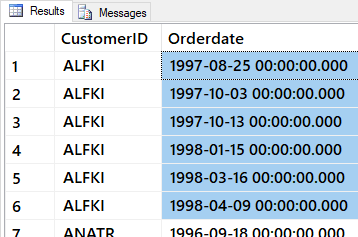 Results Messages
CustomerID Orderdate
1 ALFKI 1997-08-25 00:00:00.000
2 ALFKI 1997-10-03 00:00:00.000
3 ALFKI 1997-10-13 00:00:00.000
4 ALFKI 1998-01-15 00:00:00.000
5 ALFKI 1998-03-16 00:00:00.000
6 ALFKI 1998-04-09 00:00:00.000
7 ANATR 1996-09-18 00:00:00.000